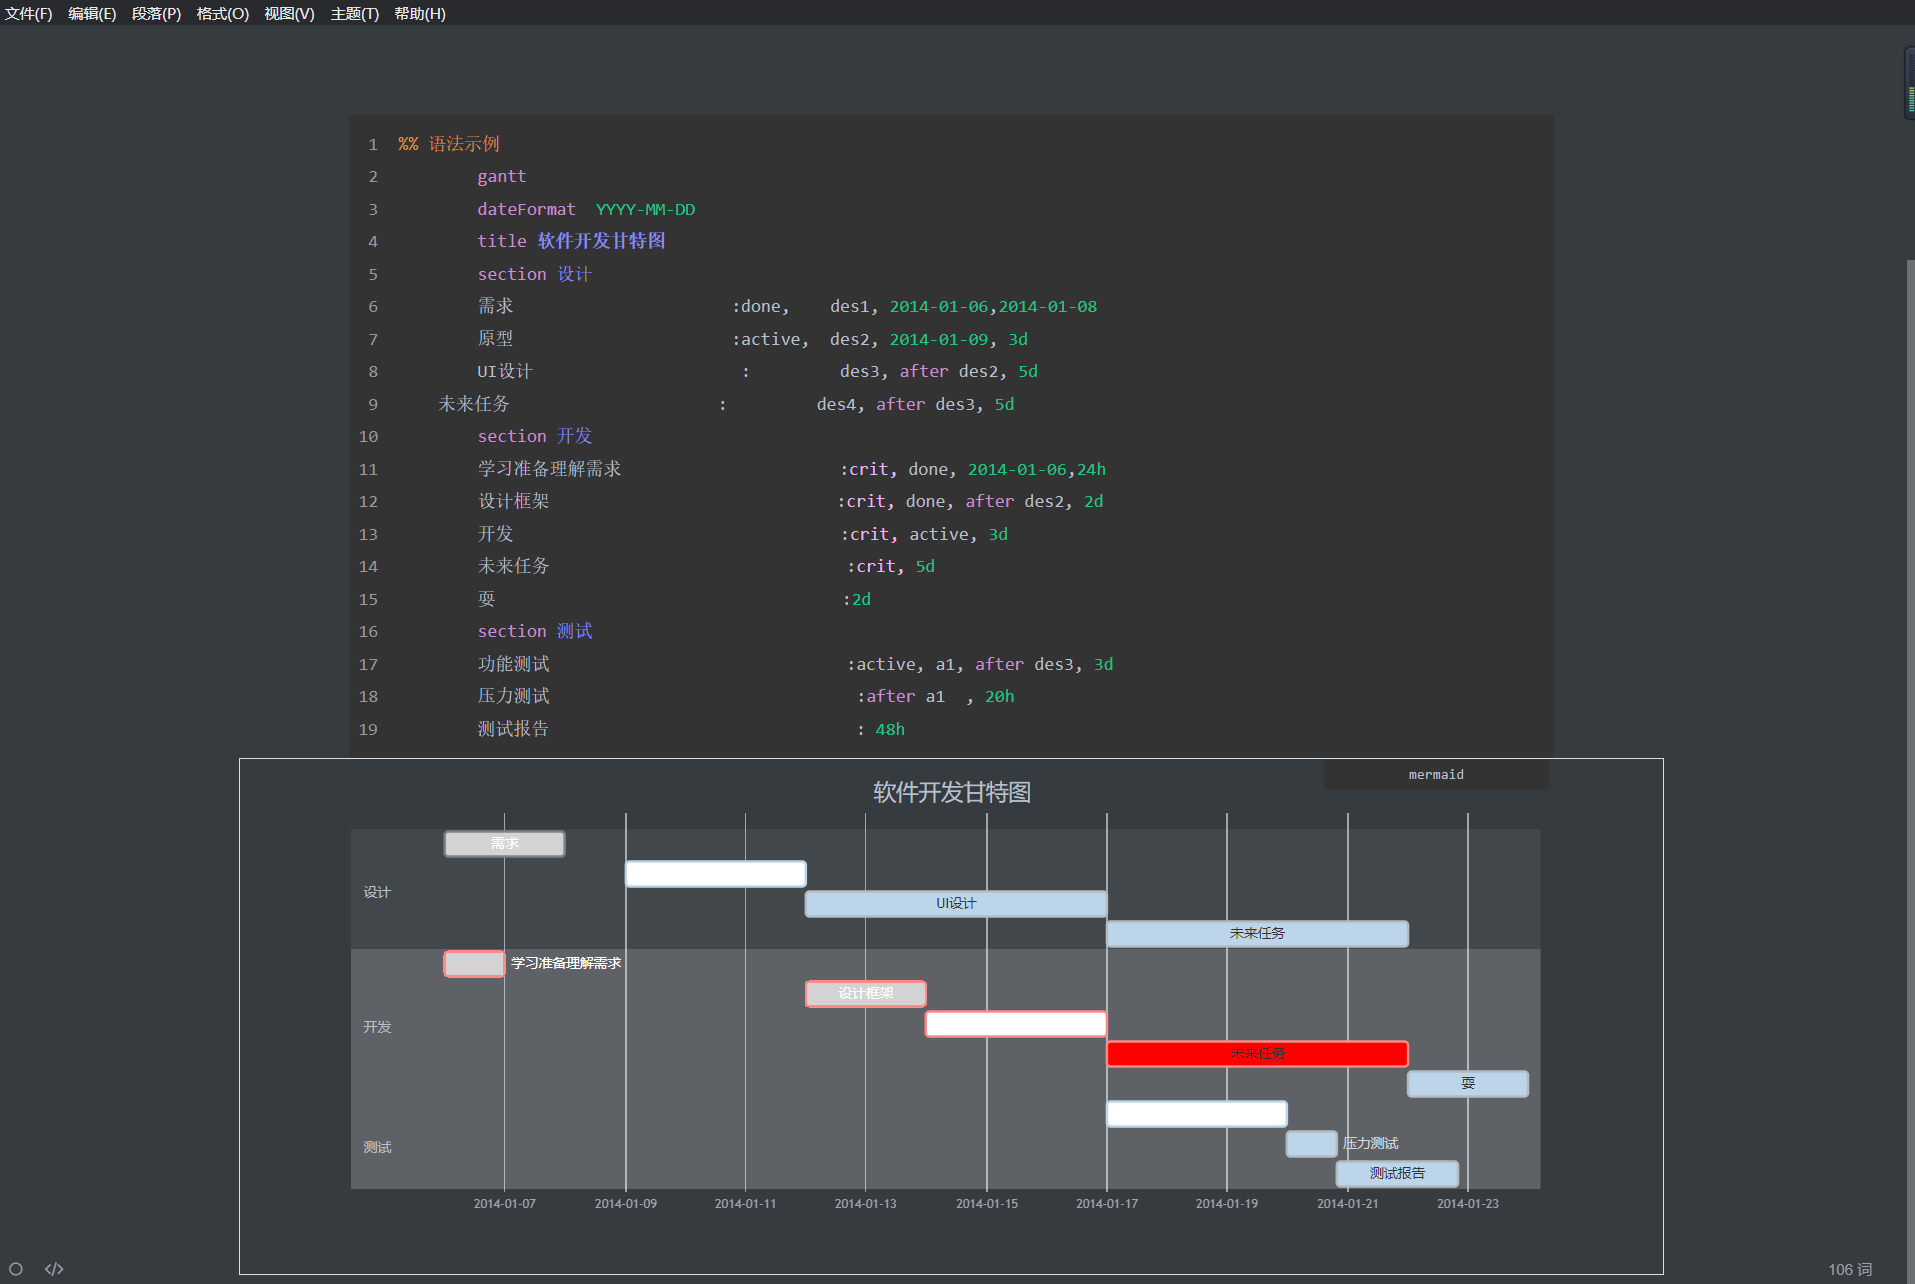 文件(F) 编辑(E) 段落(P) 格式(O) 视图(V) 主题(T) 帮助(H)
1 %% 语法示例
2 gantt
3 dateFormat YYYY-MM-DD
4 title 软件开发甘特图
5 section 设计
6 需求 :done, des1, 2014-01-06,2014-01-08
7 原型 :active, des2, 2014-01-09, 3d
8 UI设计 : des3, after des2, 5d
9 未来任务 : des4, after des3, 5d
10 section 开发
11 学习准备理解需求 :crit, done, 2014-01-06,24h
12 设计框架 :crit, done, after des2, 2d
13 开发 :crit, active, 3d
14 未来任务 :crit, 5d
15 耍 :2d
16 section 测试
17 功能测试 :active, a1, after des3, 3d
18 压力测试 :after a1 , 20h
19 测试报告 : 48h
mermaid
软件开发甘特图
需求
设计
UI设计
未来任务
学习准备理解需求
设计框架
开发
未来任务
耍
测试
压力测试
测试报告
2014-01-07 2014-01-09 2014-01-11 2014-01-13 2014-01-15 2014-01-17 2014-01-19 2014-01-21 2014-01-23
</> 106 词